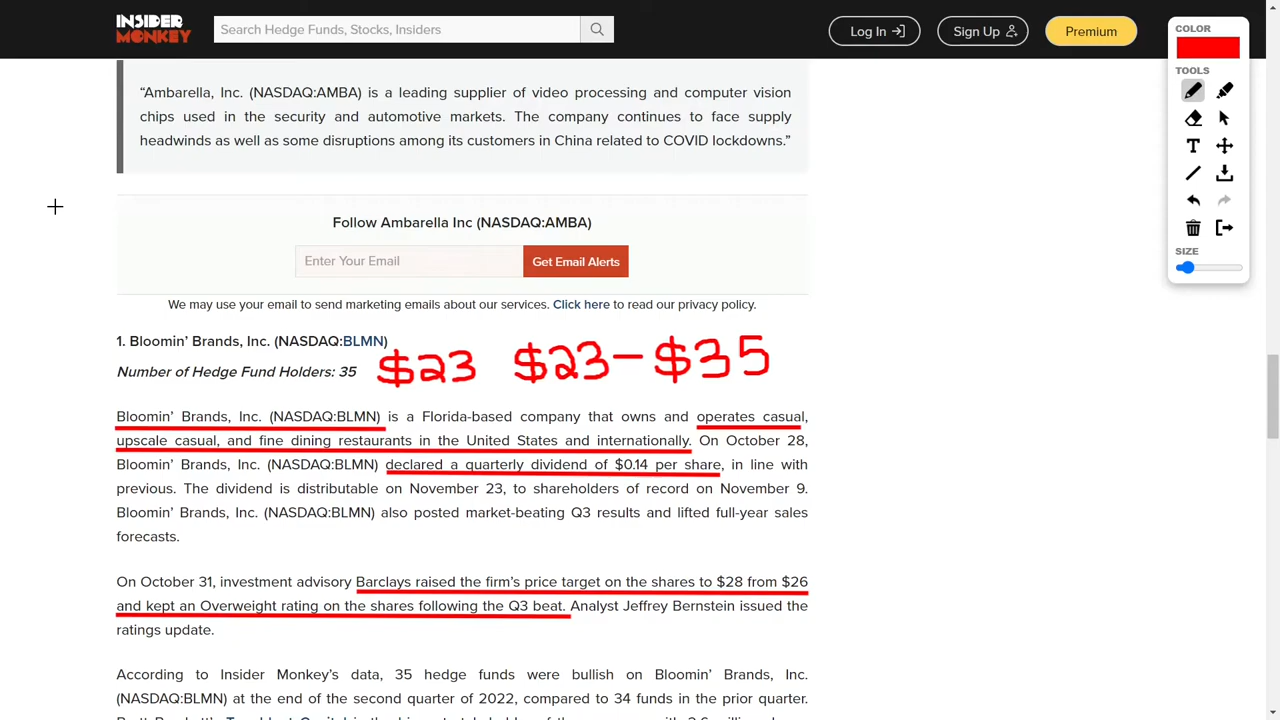 INSIDER
MONKEY
Search Hedge Funds, Stocks, Insiders
Log In
Sign Up
Premium
COLOR
TOOLS
T
SIZE
“Ambarella, Inc. (NASDAQ:AMBA) is a leading supplier of video processing and computer vision
chips used in the security and automotive markets. The company continues to face supply
headwinds as well as some disruptions among its customers in China related to COVID lockdowns.”
Follow Ambarella Inc (NASDAQ:AMBA)
Enter Your Email
Get Email Alerts
We may use your email to send marketing emails about our services. Click here to read our privacy policy.
1. Bloomin’ Brands, Inc. (NASDAQ:BLMN)
Number of Hedge Fund Holders: 35
$23 $23-$35
Bloomin’ Brands, Inc. (NASDAQ:BLMN) is a Florida-based company that owns and operates casual,
upscale casual, and fine dining restaurants in the United States and internationally. On October 28,
Bloomin’ Brands, Inc. (NASDAQ:BLMN) declared a quarterly dividend of $0.14 per share, in line with
previous. The dividend is distributable on November 23, to shareholders of record on November 9.
Bloomin’ Brands, Inc. (NASDAQ:BLMN) also posted market-beating Q3 results and lifted full-year sales
forecasts.
On October 31, investment advisory Barclays raised the firm’s price target on the shares to $28 from $26
and kept an Overweight rating on the shares following the Q3 beat. Analyst Jeffrey Bernstein issued the
ratings update.
According to Insider Monkey’s data, 35 hedge funds were bullish on Bloomin’ Brands, Inc.
(NASDAQ:BLMN) at the end of the second quarter of 2022, compared to 34 funds in the prior quarter.